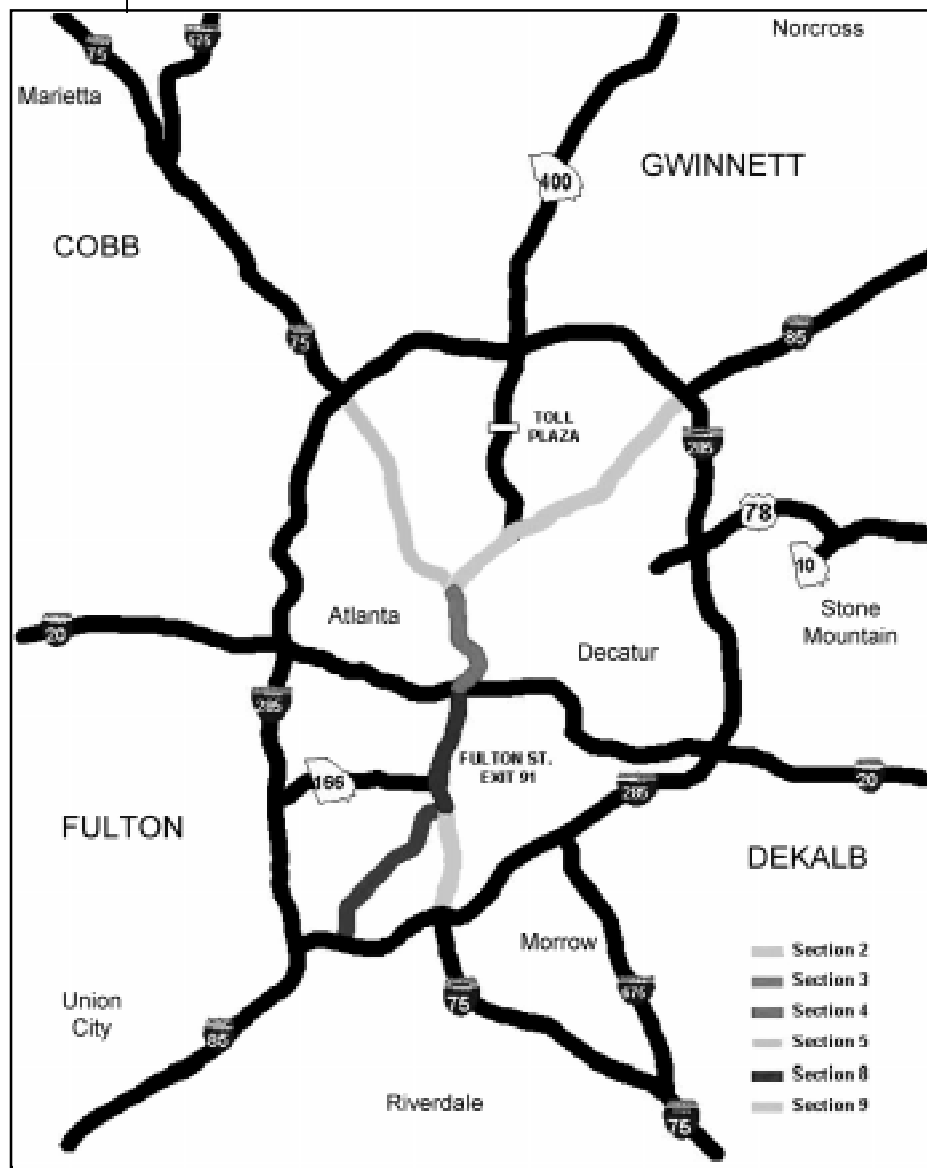 Norcross
75
575
Marietta
GWINNETT
400
COBB
75
85
TOLL
PLAZA
285
78
10
Atlanta
Stone
Mountain
20
Decatur
285
FULTON ST.
EXIT 91
166
285
20
FULTON
DEKALB
Morrow
Section 2
Section 3
Section 4
Section 5
Section 8
Section 9
Union
City
75
675
85
Riverdale
75